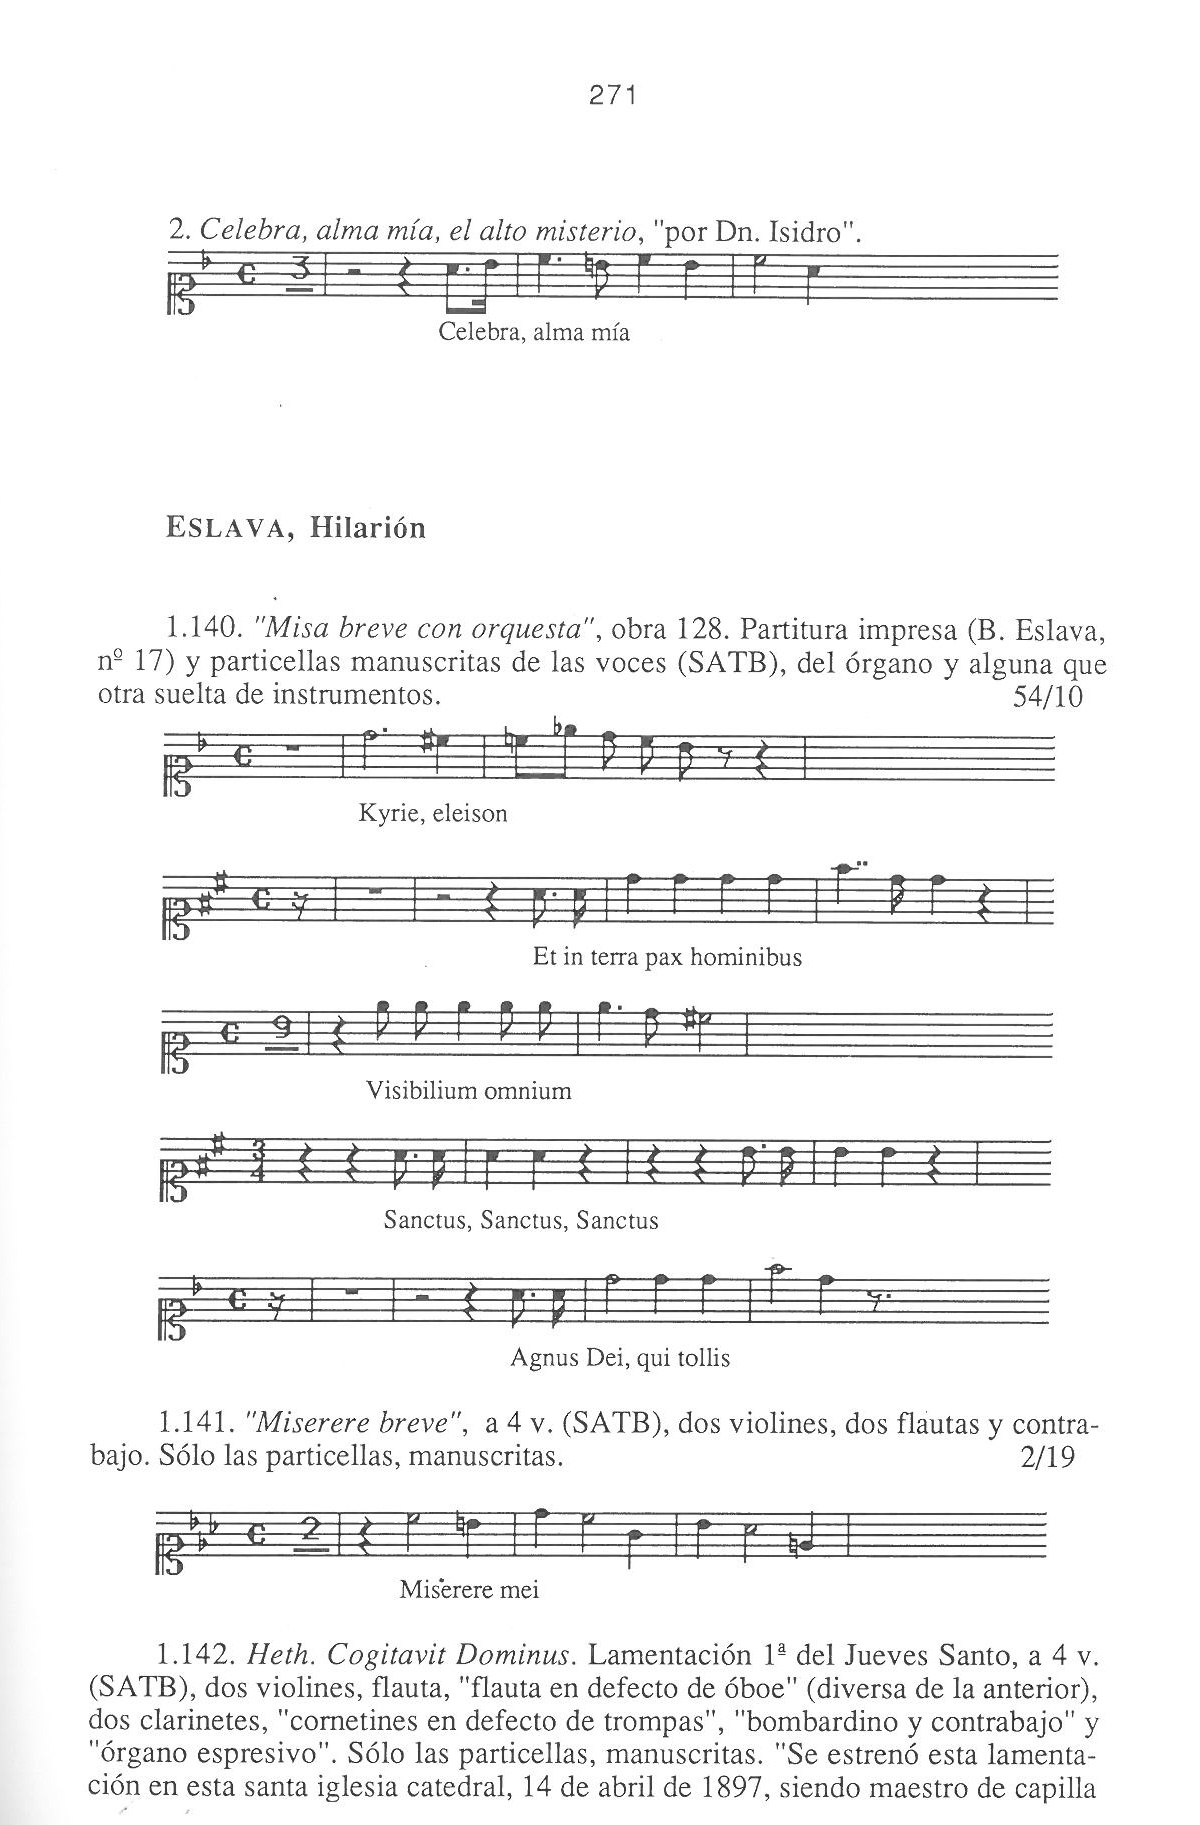 271
2. Celebra, alma mía, el alto misterio, "por Dn. Isidro".
3
Celebra, alma mía
ESLAVA, Hilarión
1.140. "Misa breve con orquesta", obra 128. Partitura impresa (B. Eslava,
nº 17) y particellas manuscritas de las voces (SATB), del órgano y alguna que
otra suelta de instrumentos. 54/10
Kyrie, eleison
Et in terra pax hominibus
9
Visibilium omnium
3
4
Sanctus, Sanctus, Sanctus
Agnus Dei, qui tollis
1.141. "Miserere breve", a 4 v. (SATB), dos violines, dos flautas y contra-
bajo. Sólo las particellas, manuscritas. 2/19
2
Miserere mei
1.142. Heth. Cogitavit Dominus. Lamentación 1ª del Jueves Santo, a 4 v.
(SATB), dos violines, flauta, "flauta en defecto de óboe" (diversa de la anterior),
dos clarinetes, "cornetines en defecto de trompas", "bombardino y contrabajo" y
"órgano espresivo". Sólo las particellas, manuscritas. "Se estrenó esta lamenta-
ción en esta santa iglesia catedral, 14 de abril de 1897, siendo maestro de capilla